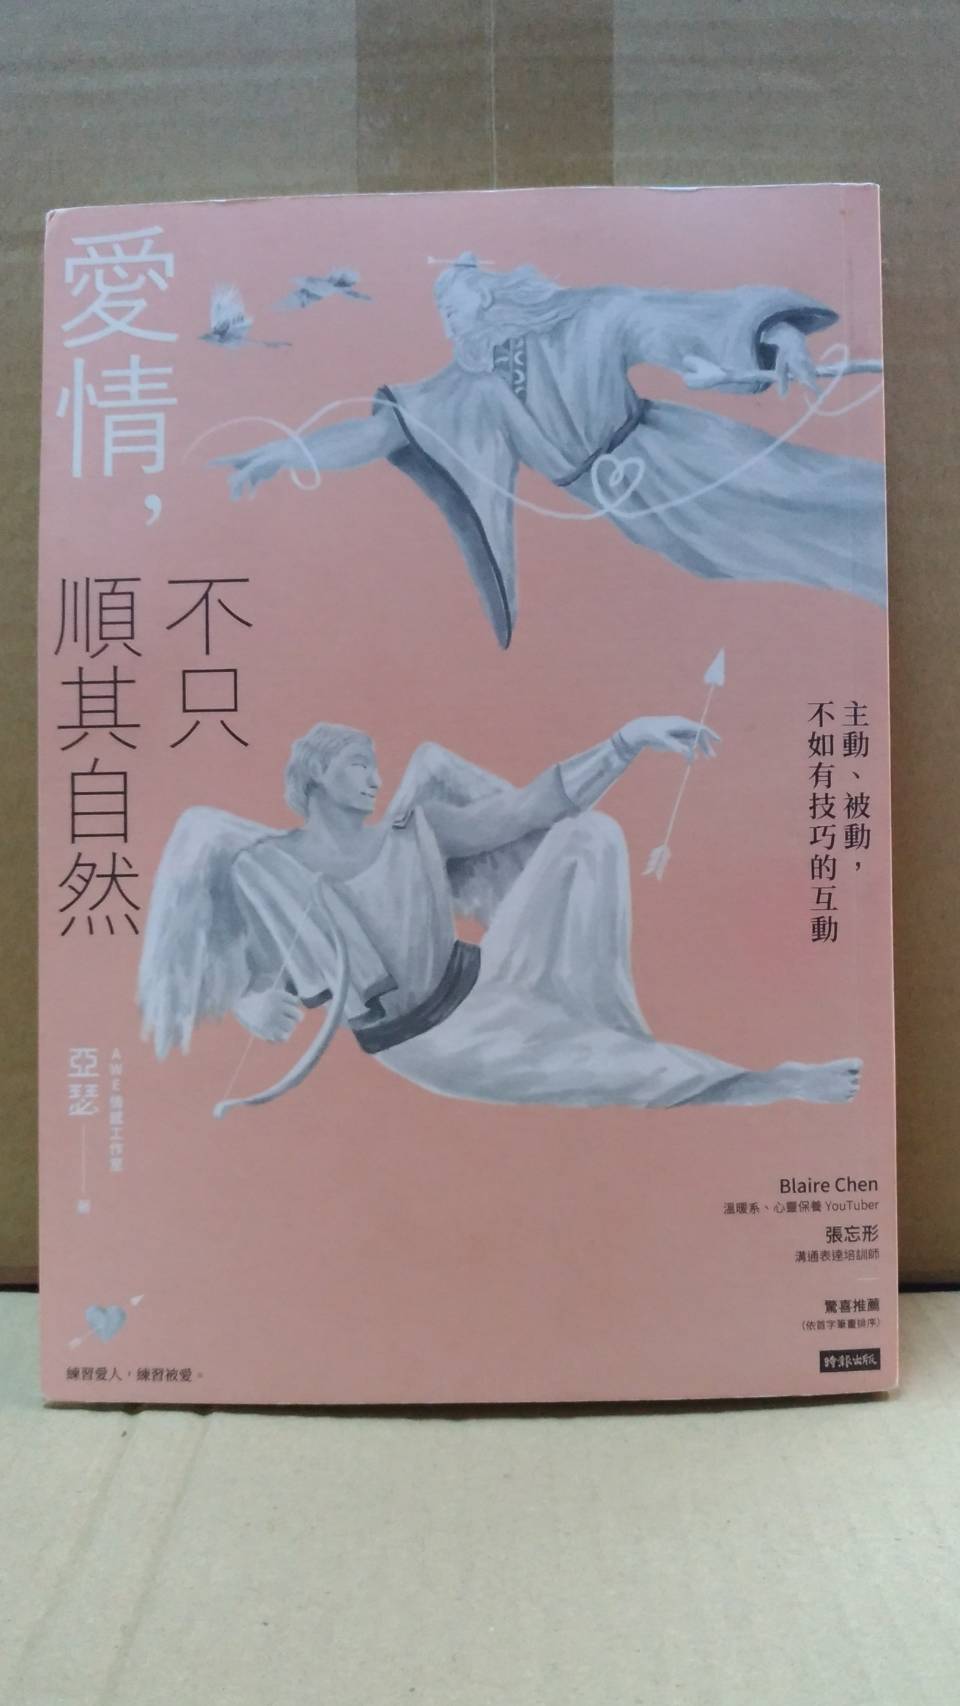 愛情，
不只
順其自然
主動、被動，
不如有技巧的互動
AWE情感工作室
亞瑟
著
Blaire Chen
溫暖系、心靈保養 YouTuber
張忘形
溝通表達培訓師
驚喜推薦
（依首字筆畫排序）
時報出版
練習愛人，練習被愛。